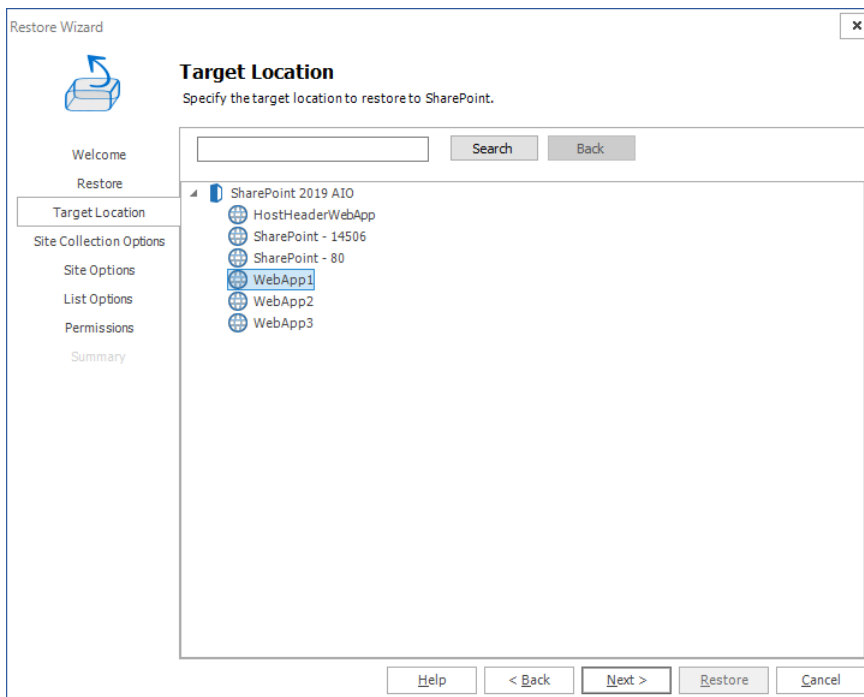 Restore Wizard
Target Location
Specify the target location to restore to SharePoint.
Welcome
Restore
Target Location
Site Collection Options
Site Options
List Options
Permissions
Summary
Search
Back
SharePoint 2019 AIO
HostHeaderWebApp
SharePoint - 14506
SharePoint - 80
WebApp1
WebApp2
WebApp3
Help
< Back
Next >
Restore
Cancel